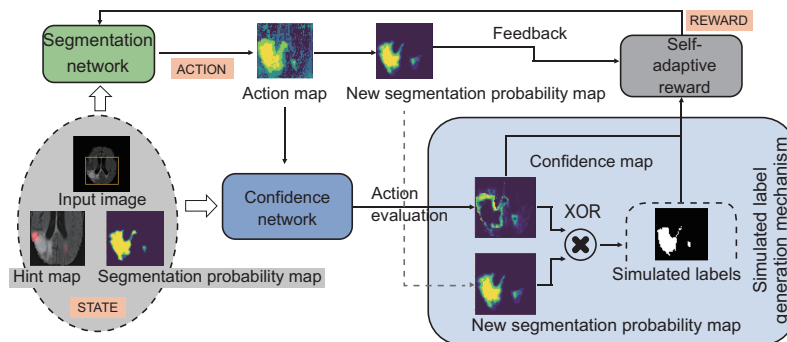 REWARD
Segmentation
network
ACTION
Action map
New segmentation probability map
Feedback
Self-
adaptive
reward
Input image
Hint map
Segmentation probability map
STATE
Confidence
network
Action
evaluation
Confidence map
XOR
Simulated labels
New segmentation probability map
Simulated label
generation mechanism